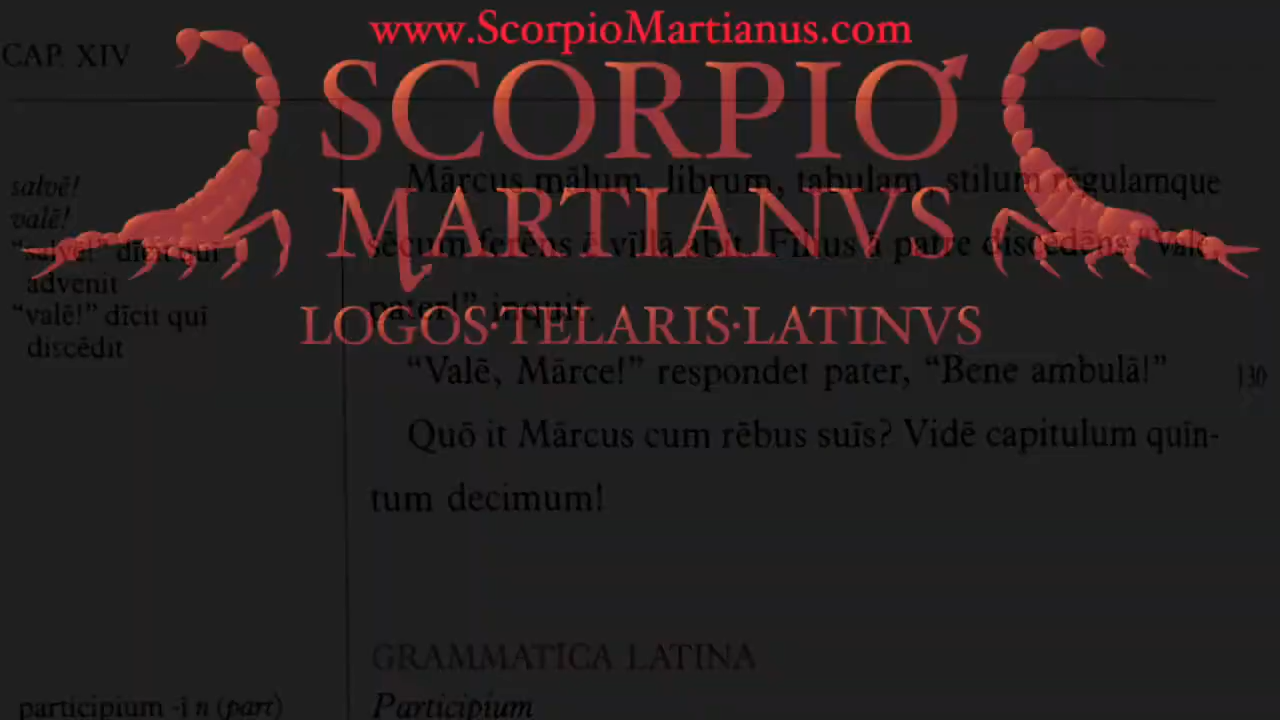 www.ScorpioMartianus.com
SCORPIO
MARTIANVS
LOGOS·TELARIS·LATINVS
CAP. XIV
salvē!
valē!
“salvē!” dīcit quī
advenit
“valē!” dīcit quī
discēdit
Mārcus mālum, librum, tabulam, stilum rēgulamque
sēcum ferēns ē vīllā abit. Fīlius ā patre discēdēns “Valē,
pater!” inquit.
“Valē, Mārce!” respondet pater, “Bene ambulā!”
130
Quō it Mārcus cum rēbus suīs? Vidē capitulum quīn-
tum decimum!
GRAMMATICA LATINA
participium -ī n (part)
Participium